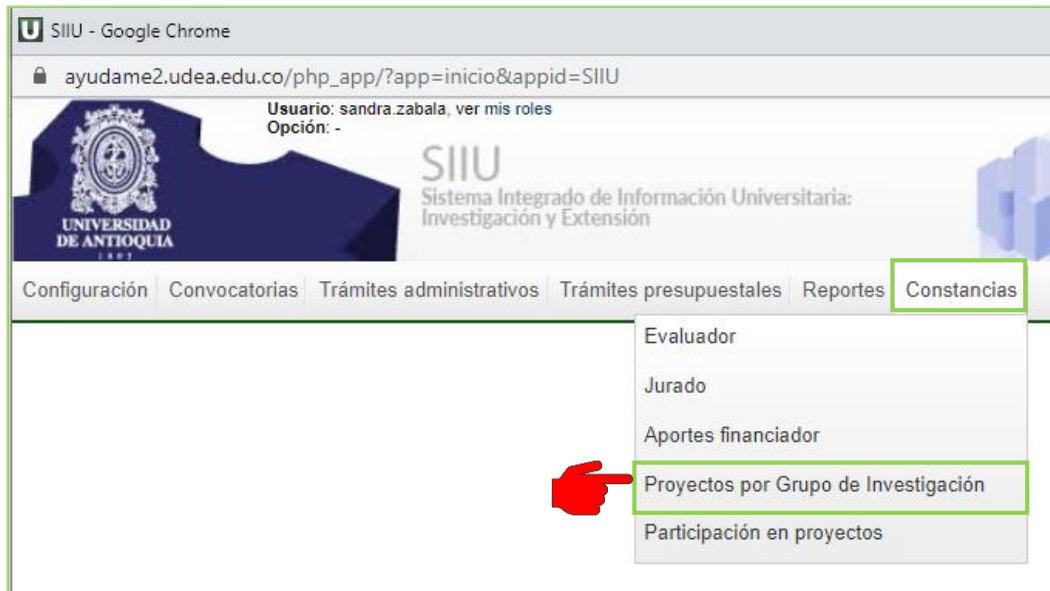 SIIU - Google Chrome
ayudame2.udea.edu.co/php_app/?app=inicio&appid=SIIU
Usuario: sandra.zabala, ver mis roles
Opción: -
SIIU
Sistema Integrado de Información Universitaria:
Investigación y Extensión
UNIVERSIDAD
DE ANTIOQUIA
1803
Configuración Convocatorias Trámites administrativos Trámites presupuestales Reportes Constancias
Evaluador
Jurado
Aportes financiador
Proyectos por Grupo de Investigación
Participación en proyectos